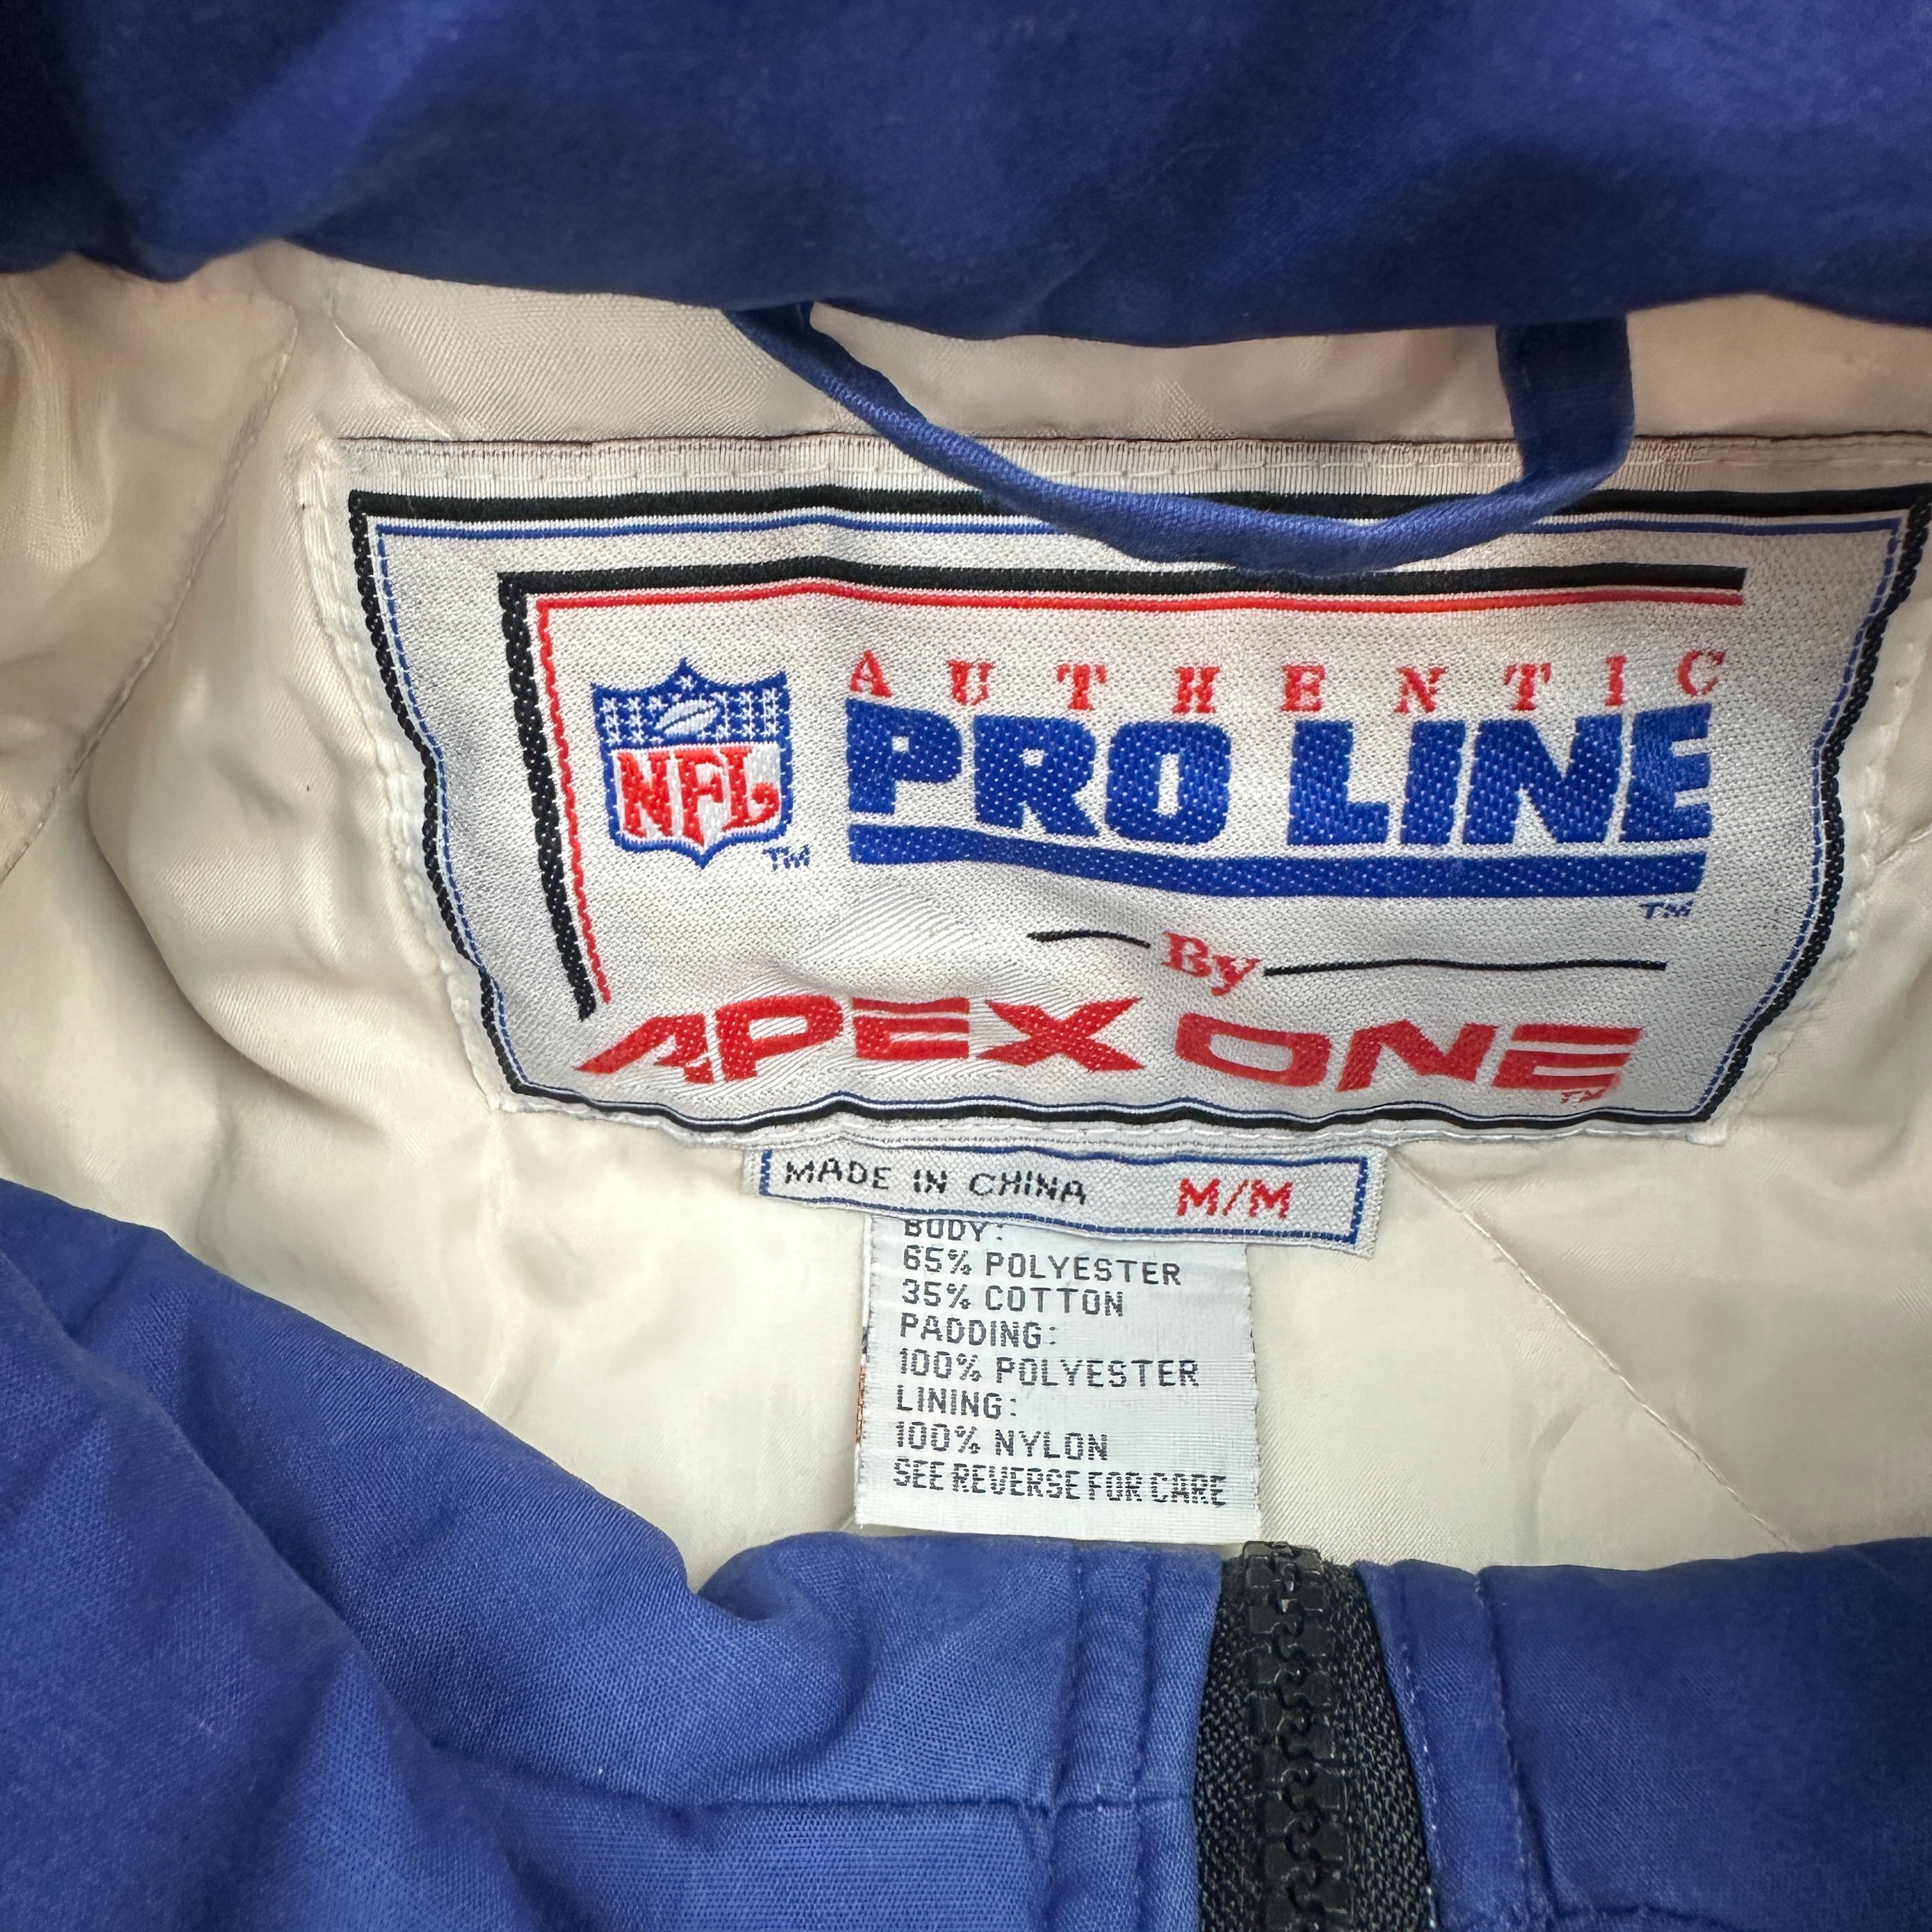 AUTHENTIC
NFL PRO LINE
TM
TM
By
APEX ONE
TM
MADE IN CHINA M/M
BODY:
65% POLYESTER
35% COTTON
PADDING:
100% POLYESTER
LINING:
100% NYLON
SEE REVERSE FOR CARE